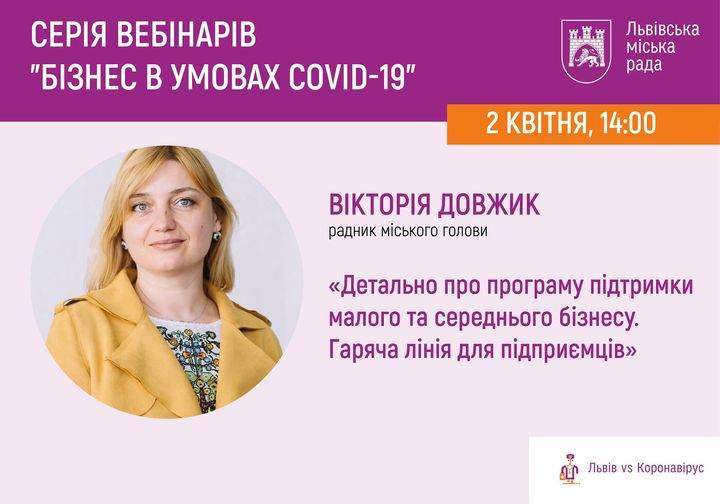 СЕРІЯ ВЕБІНАРІВ
"БІЗНЕС В УМОВАХ COVID-19"
Львівська
міська
рада
2 КВІТНЯ, 14:00
ВІКТОРІЯ ДОВЖИК
радник міського голови
«Детально про програму підтримки
малого та середнього бізнесу.
Гаряча лінія для підприємців»
Львів vs Коронавірус